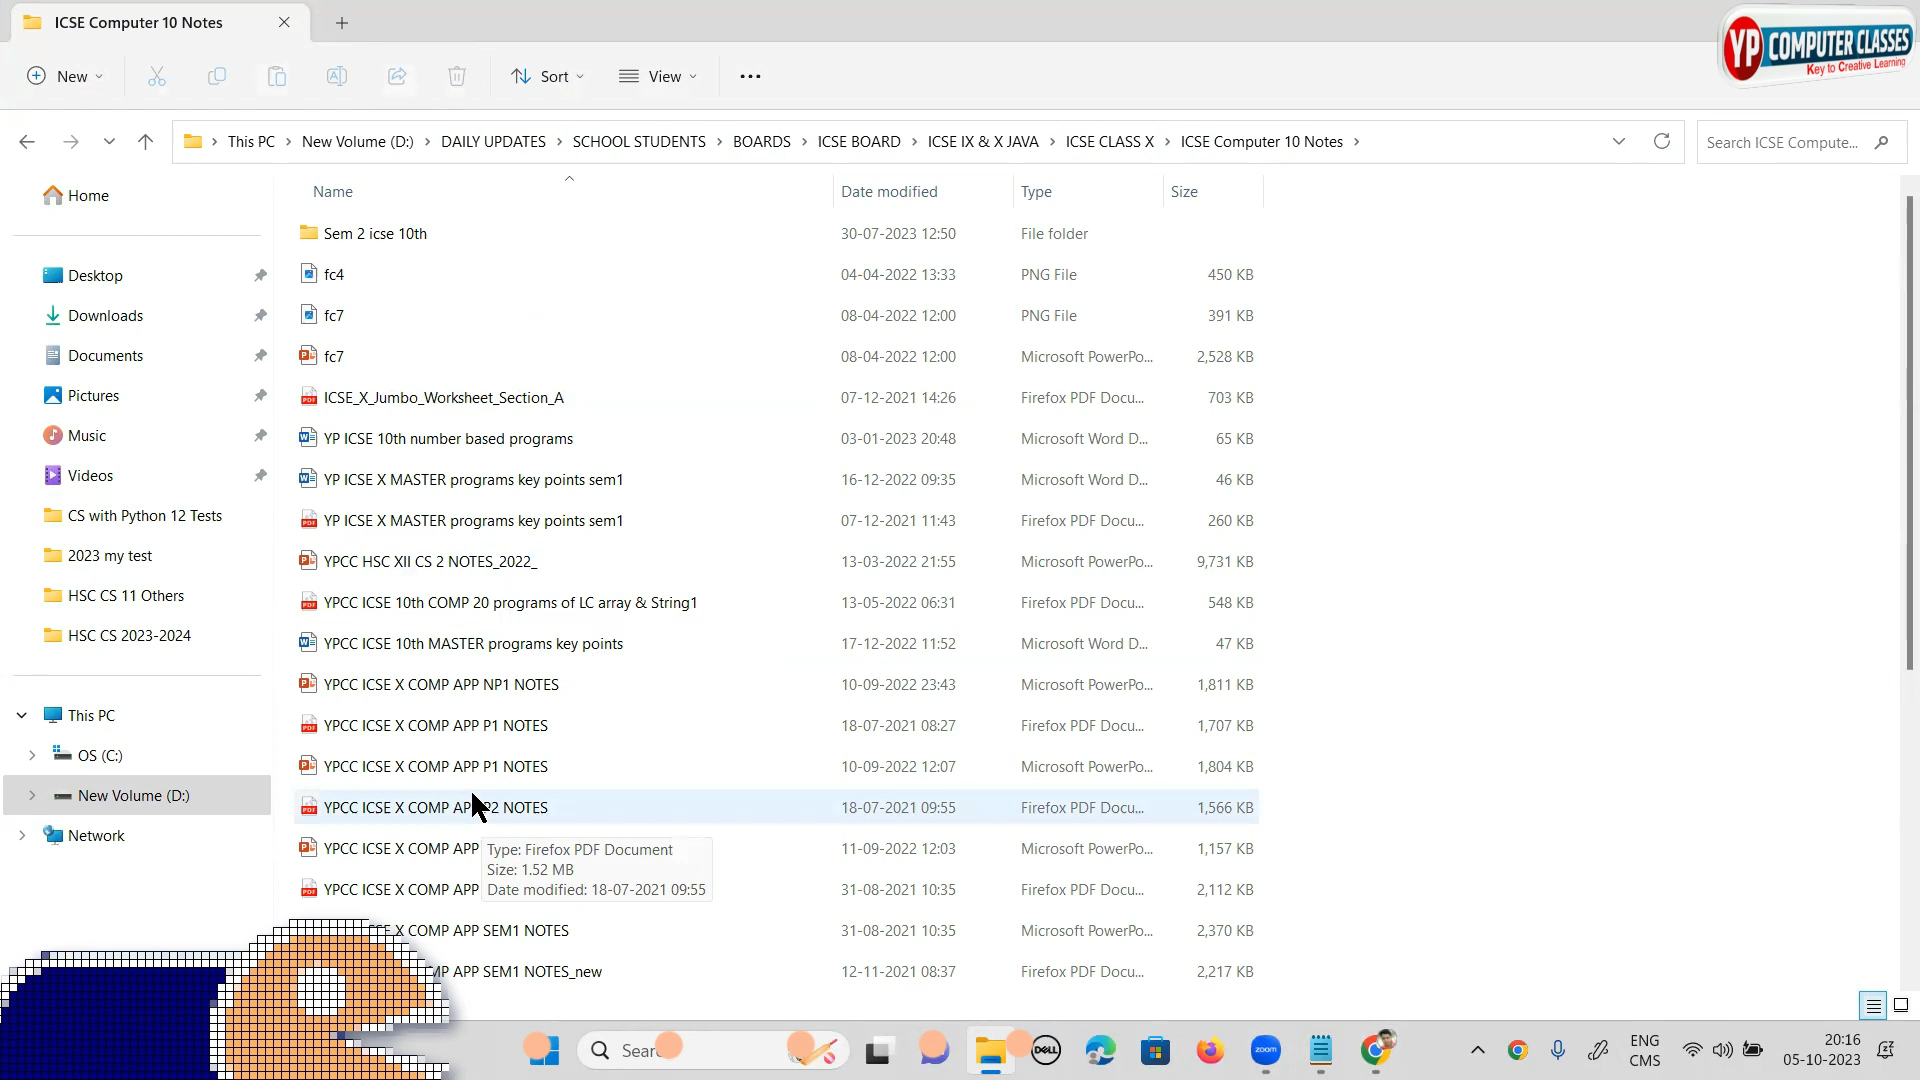 ICSE Computer 10 Notes
YP COMPUTER CLASSES
Key to Creative Learning
New
Sort
View
This PC > New Volume (D:) > DAILY UPDATES > SCHOOL STUDENTS > BOARDS > ICSE BOARD > ICSE IX & X JAVA > ICSE CLASS X > ICSE Computer 10 Notes >
Search ICSE Compute...
Home
Desktop
Downloads
Documents
Pictures
Music
Videos
CS with Python 12 Tests
2023 my test
HSC CS 11 Others
HSC CS 2023-2024
This PC
OS (C:)
New Volume (D:)
Network
Name Date modified Type Size
Sem 2 icse 10th 30-07-2023 12:50 File folder
fc4 04-04-2022 13:33 PNG File 450 KB
fc7 08-04-2022 12:00 PNG File 391 KB
fc7 08-04-2022 12:00 Microsoft PowerPo... 2,528 KB
ICSE_X_Jumbo_Worksheet_Section_A 07-12-2021 14:26 Firefox PDF Docu... 703 KB
YP ICSE 10th number based programs 03-01-2023 20:48 Microsoft Word D... 65 KB
YP ICSE X MASTER programs key points sem1 16-12-2022 09:35 Microsoft Word D... 46 KB
YP ICSE X MASTER programs key points sem1 07-12-2021 11:43 Firefox PDF Docu... 260 KB
YPCC HSC XII CS 2 NOTES_2022_ 13-03-2022 21:55 Microsoft PowerPo... 9,731 KB
YPCC ICSE 10th COMP 20 programs of LC array & String1 13-05-2022 06:31 Firefox PDF Docu... 548 KB
YPCC ICSE 10th MASTER programs key points 17-12-2022 11:52 Microsoft Word D... 47 KB
YPCC ICSE X COMP APP NP1 NOTES 10-09-2022 23:43 Microsoft PowerPo... 1,811 KB
YPCC ICSE X COMP APP P1 NOTES 18-07-2021 08:27 Firefox PDF Docu... 1,707 KB
YPCC ICSE X COMP APP P1 NOTES 10-09-2022 12:07 Microsoft PowerPo... 1,804 KB
YPCC ICSE X COMP AP P2 NOTES 18-07-2021 09:55 Firefox PDF Docu... 1,566 KB
YPCC ICSE X COMP APP 11-09-2022 12:03 Microsoft PowerPo... 1,157 KB
YPCC ICSE X COMP APP 31-08-2021 10:35 Firefox PDF Docu... 2,112 KB
X COMP APP SEM1 NOTES 31-08-2021 10:35 Microsoft PowerPo... 2,370 KB
APP SEM1 NOTES_new 12-11-2021 08:37 Firefox PDF Docu... 2,217 KB
Type: Firefox PDF Document
Size: 1.52 MB
Date modified: 18-07-2021 09:55
DELL
zoom
ENG
CMS
20:16
05-10-2023